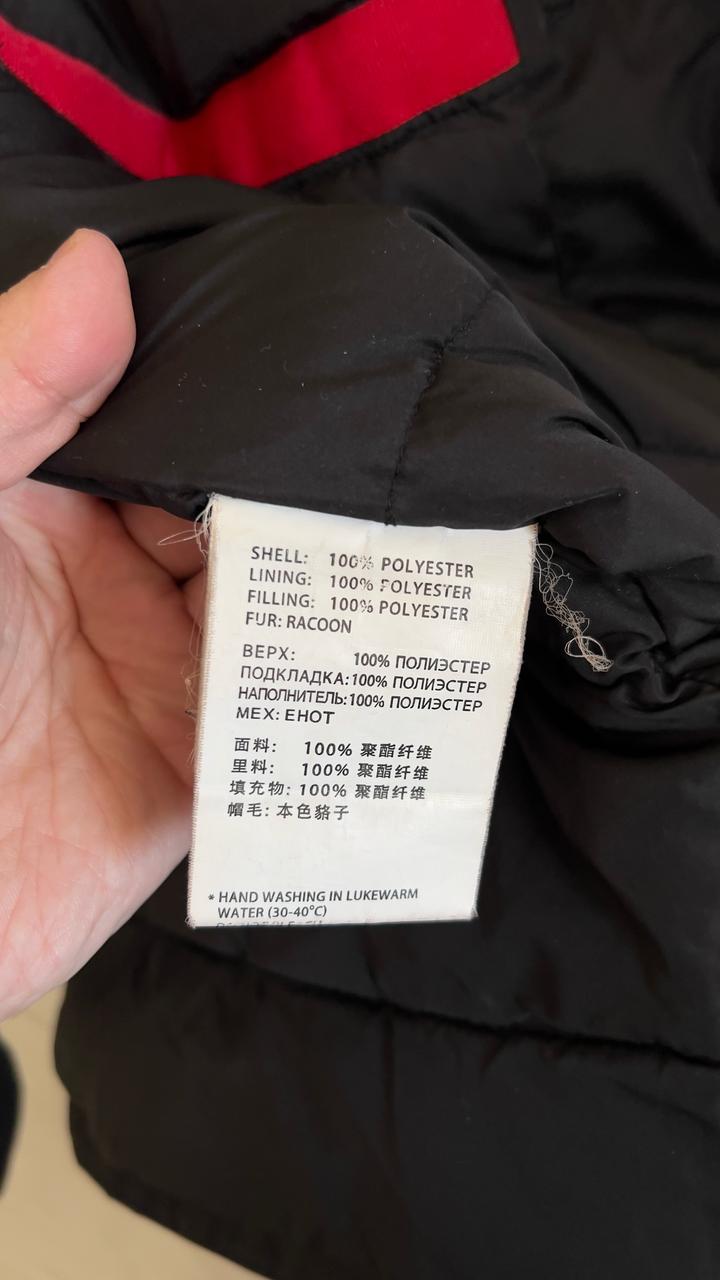 SHELL: 100% POLYESTER
LINING: 100% POLYESTER
FILLING: 100% POLYESTER
FUR: RACOON
ВЕРХ: 100% ПОЛИЭСТЕР
ПОДКЛАДКА:100% ПОЛИЭСТЕР
НАПОЛНИТЕЛЬ:100% ПОЛИЭСТЕР
МЕХ: ЕНОТ
面料: 100% 聚酯纤维
里料: 100% 聚酯纤维
填充物: 100% 聚酯纤维
帽毛: 本色貉子
* HAND WASHING IN LUKEWARM
WATER (30-40°C)